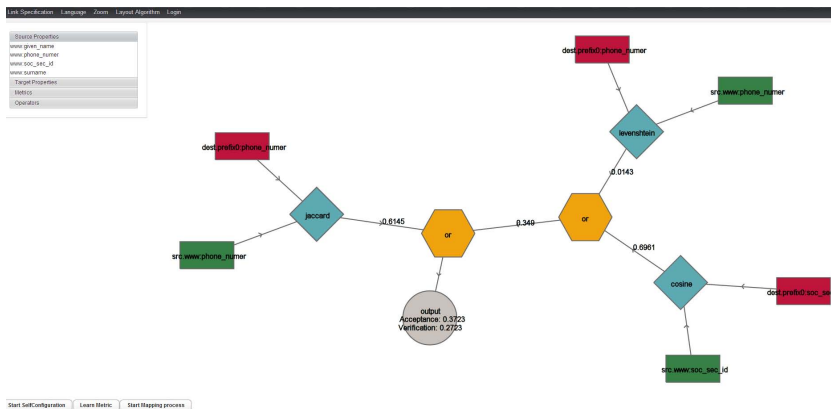 Link Specification Language Zoom Layout Algorithm Login
Source Properties
www:given_name
www:phone_numer
www:soc_sec_id
www:surname
Target Properties
Metrics
Operators
dest.prefix0:phone_numer
src.www:phone_numer
levenshtein
0.0143
dest.prefix0:phone_numer
jaccard
0.6145
or
0.349
or
src.www:phone_numer
0.6961
cosine
dest.prefix0:soc_se
output
Acceptance: 0.3723
Verification: 0.2723
src.www:soc_sec_id
Start SelfConfiguration Learn Metric Start Mapping process